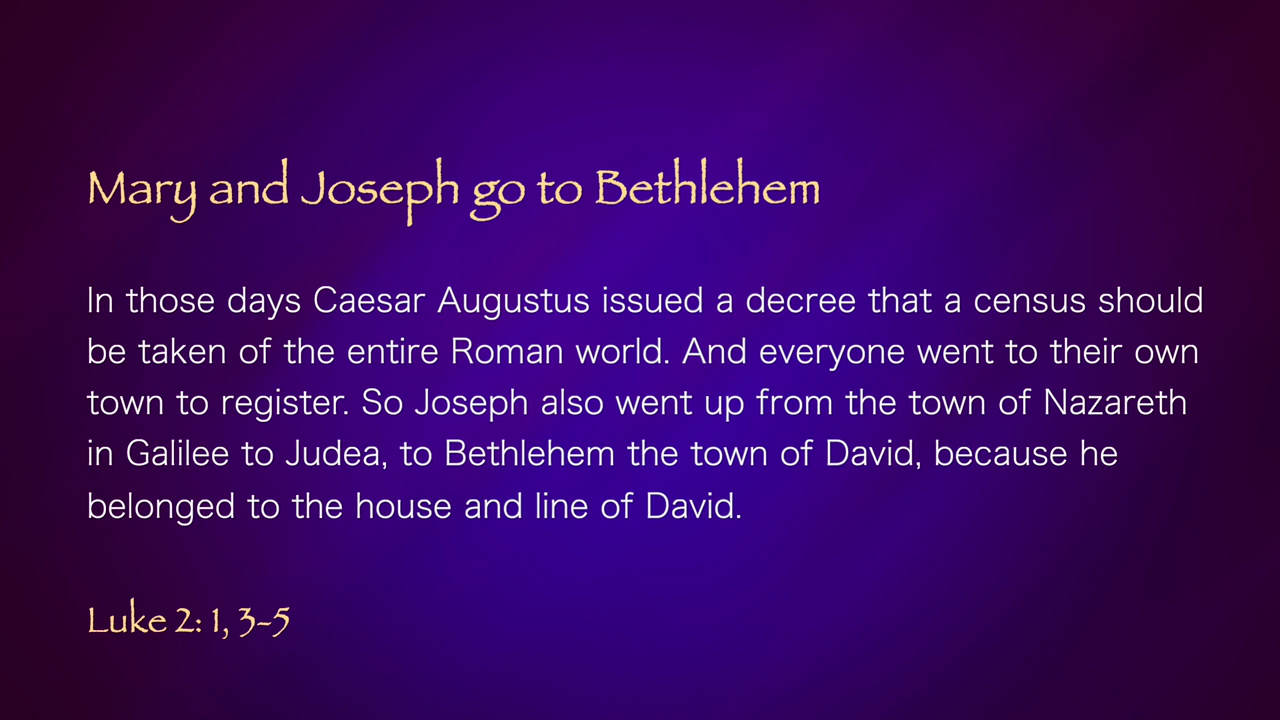 Mary and Joseph go to Bethlehem
In those days Caesar Augustus issued a decree that a census should
be taken of the entire Roman world. And everyone went to their own
town to register. So Joseph also went up from the town of Nazareth
in Galilee to Judea, to Bethlehem the town of David, because he
belonged to the house and line of David.
Luke 2: 1, 3-5